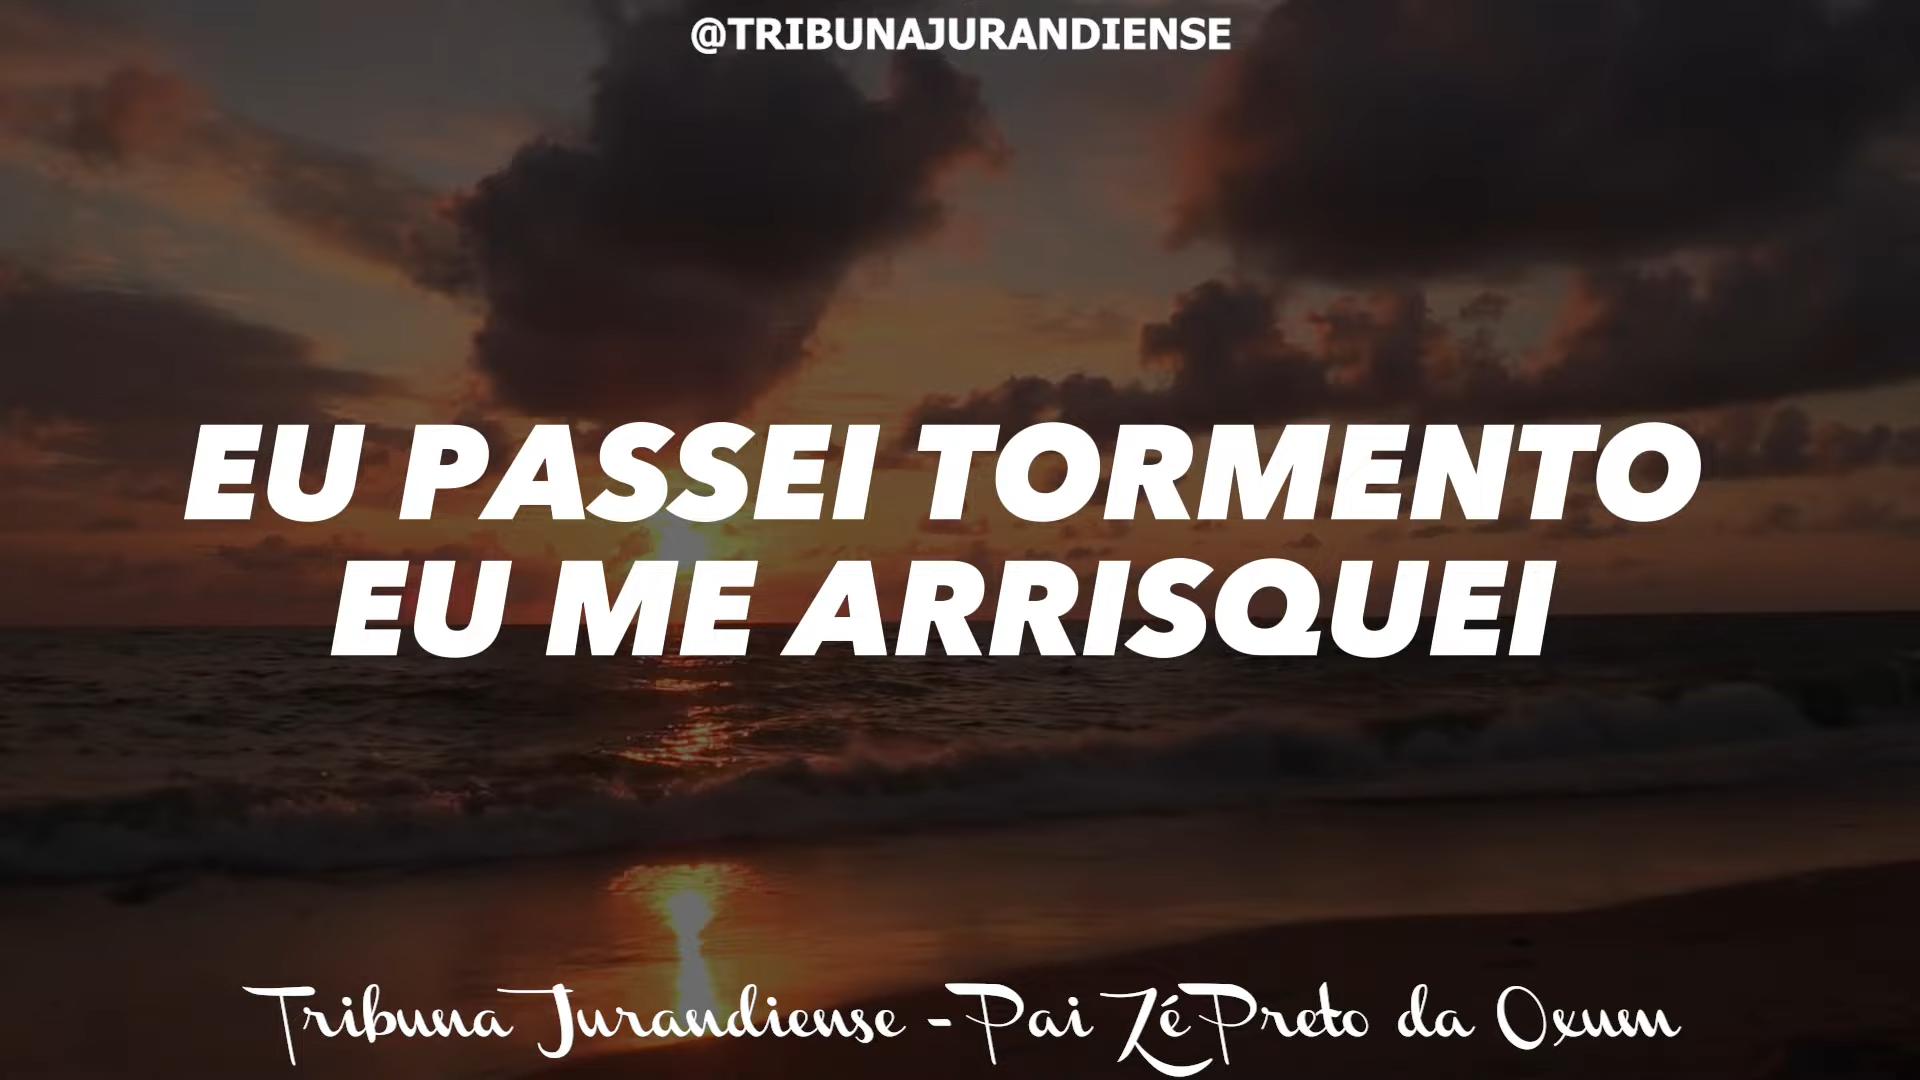 @TRIBUNAJURANDIENSE
EU PASSEI TORMENTO
EU ME ARRISQUEI
Tribuna Jurandiense - Pai Zé Preto da Oxum